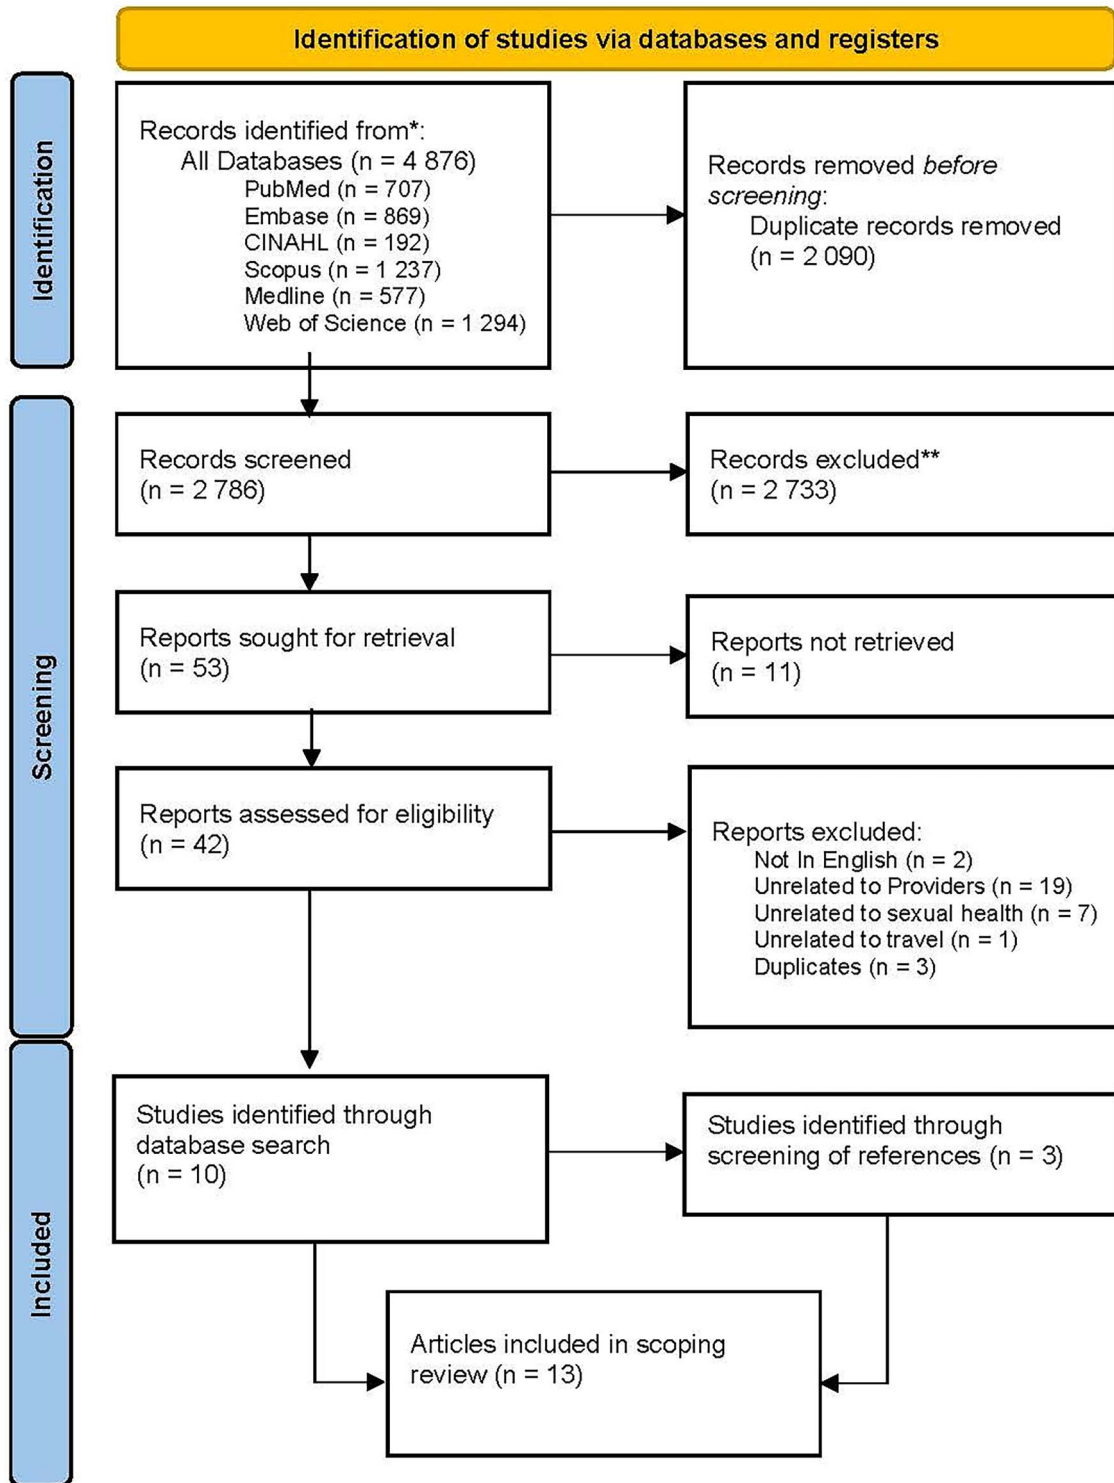 Identification of studies via databases and registers
Identification
Records identified from*:
All Databases (n = 4 876)
PubMed (n = 707)
Embase (n = 869)
CINAHL (n = 192)
Scopus (n = 1 237)
Medline (n = 577)
Web of Science (n = 1 294)
Records removed before
screening:
Duplicate records removed
(n = 2 090)
Screening
Records screened
(n = 2 786)
Records excluded**
(n = 2 733)
Reports sought for retrieval
(n = 53)
Reports not retrieved
(n = 11)
Reports assessed for eligibility
(n = 42)
Reports excluded:
Not In English (n = 2)
Unrelated to Providers (n = 19)
Unrelated to sexual health (n = 7)
Unrelated to travel (n = 1)
Duplicates (n = 3)
Included
Studies identified through
database search
(n = 10)
Studies identified through
screening of references (n = 3)
Articles included in scoping
review (n = 13)